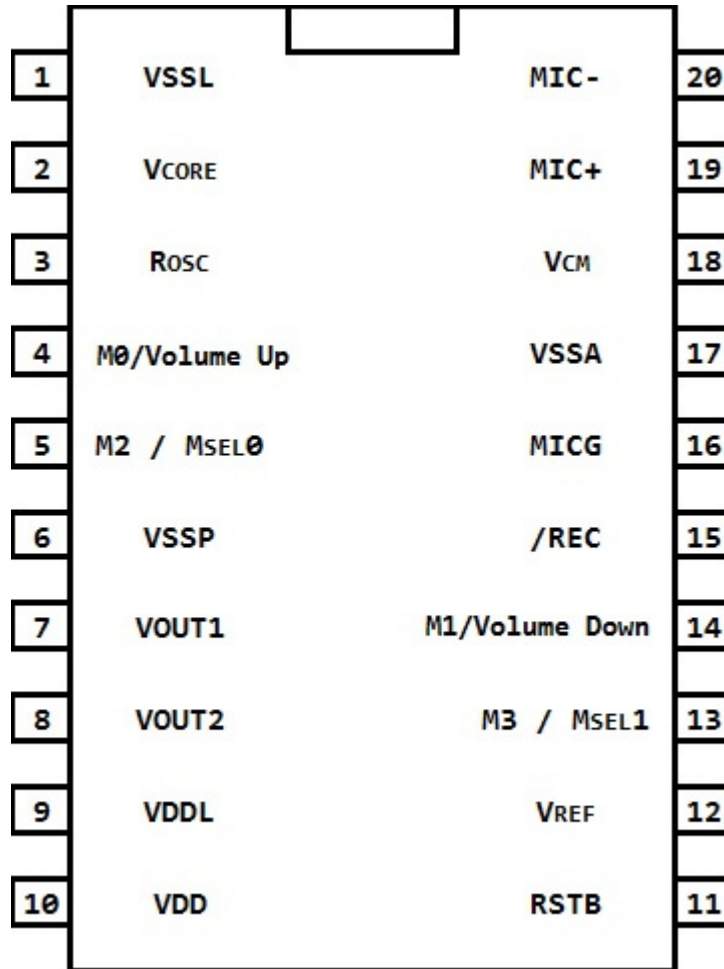 1 VSSL MIC- 20
2 VCORE MIC+ 19
3 ROSC VCM 18
4 M0/Volume Up VSSA 17
5 M2 / MSEL0 MICG 16
6 VSSP /REC 15
7 VOUT1 M1/Volume Down 14
8 VOUT2 M3 / MSEL1 13
9 VDDL VREF 12
10 VDD RSTB 11